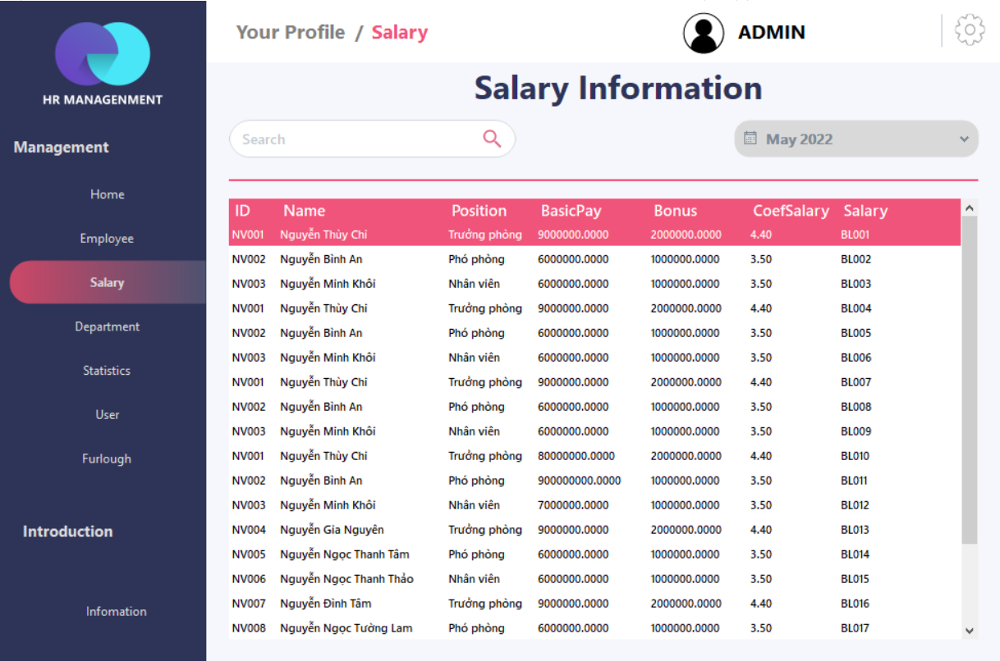 HR MANAGENMENT
Management
Home
Employee
Salary
Department
Statistics
User
Furlough
Introduction
Infomation
Your Profile / Salary
ADMIN
Salary Information
Search
May 2022
ID Name Position BasicPay Bonus CoefSalary Salary
NV001 Nguyễn Thùy Chi Trưởng phòng 9000000.0000 2000000.0000 4.40 BL001
NV002 Nguyễn Bình An Phó phòng 6000000.0000 1000000.0000 3.50 BL002
NV003 Nguyễn Minh Khôi Nhân viên 6000000.0000 1000000.0000 3.50 BL003
NV001 Nguyễn Thùy Chi Trưởng phòng 9000000.0000 2000000.0000 4.40 BL004
NV002 Nguyễn Bình An Phó phòng 6000000.0000 1000000.0000 3.50 BL005
NV003 Nguyễn Minh Khôi Nhân viên 6000000.0000 1000000.0000 3.50 BL006
NV001 Nguyễn Thùy Chi Trưởng phòng 9000000.0000 2000000.0000 4.40 BL007
NV002 Nguyễn Bình An Phó phòng 6000000.0000 1000000.0000 3.50 BL008
NV003 Nguyễn Minh Khôi Nhân viên 6000000.0000 1000000.0000 3.50 BL009
NV001 Nguyễn Thùy Chi Trưởng phòng 80000000.0000 2000000.0000 4.40 BL010
NV002 Nguyễn Bình An Phó phòng 900000000.0000 1000000.0000 3.50 BL011
NV003 Nguyễn Minh Khôi Nhân viên 7000000.0000 1000000.0000 3.50 BL012
NV004 Nguyễn Gia Nguyên Trưởng phòng 9000000.0000 2000000.0000 4.40 BL013
NV005 Nguyễn Ngọc Thanh Tâm Phó phòng 6000000.0000 1000000.0000 3.50 BL014
NV006 Nguyễn Ngọc Thanh Thảo Nhân viên 6000000.0000 1000000.0000 3.50 BL015
NV007 Nguyễn Đình Tâm Trưởng phòng 9000000.0000 2000000.0000 4.40 BL016
NV008 Nguyễn Ngọc Tường Lam Phó phòng 6000000.0000 1000000.0000 3.50 BL017